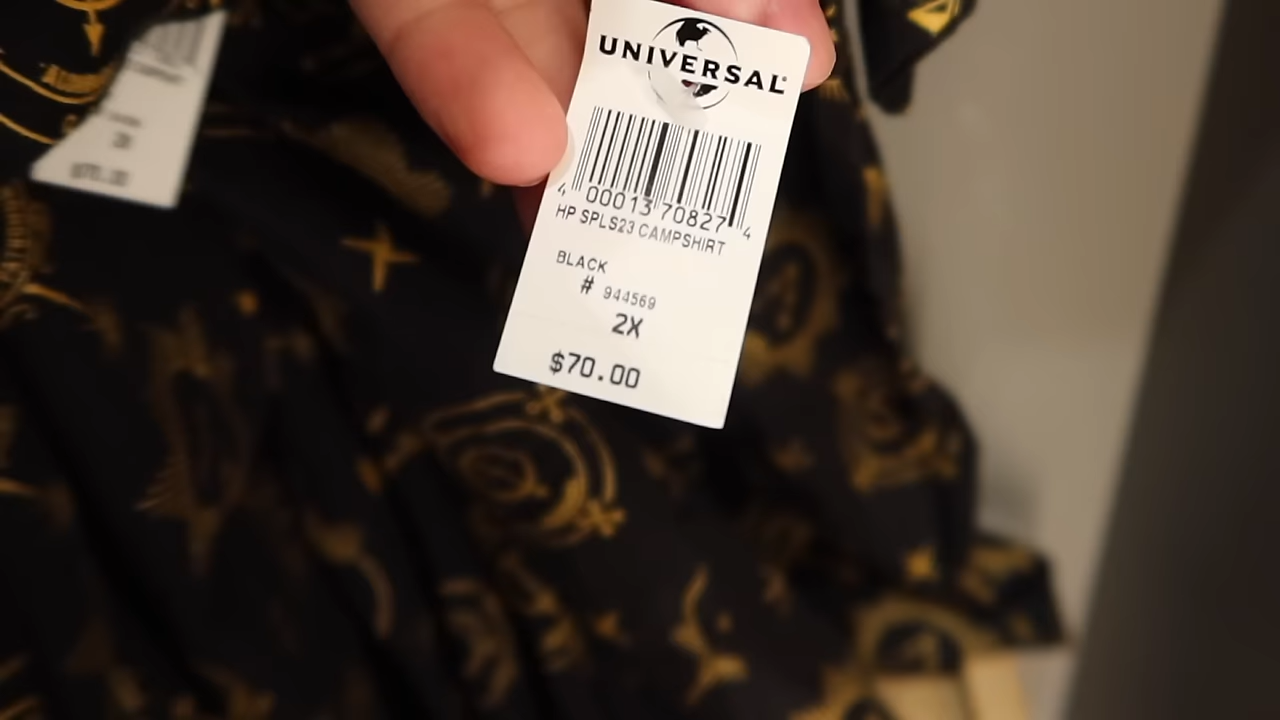 UNIVERSAL
4 00013 70827 4
HP SPLS23 CAMPSHIRT
BLACK
# 944569
2X
$70.00